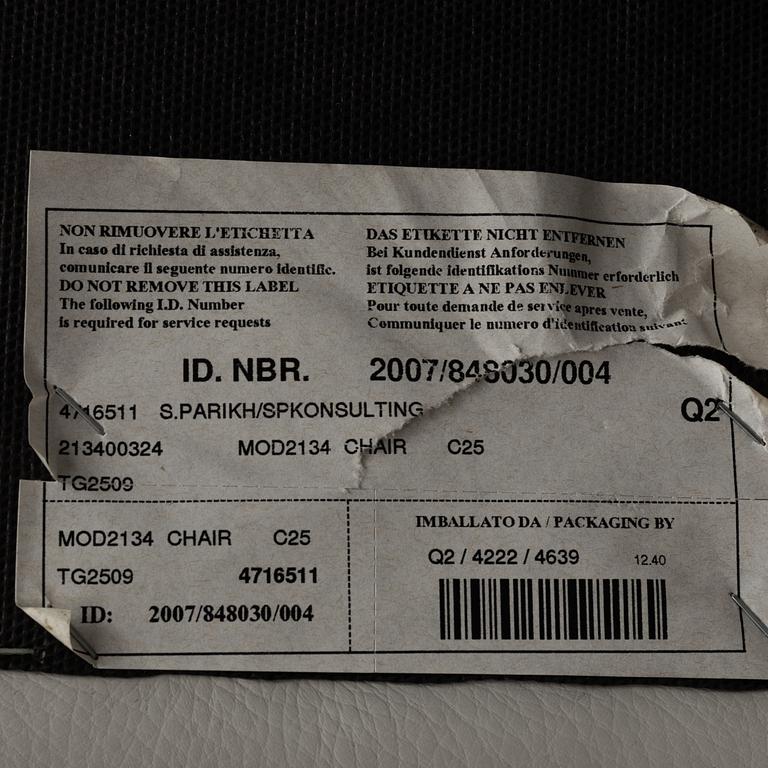 NON RIMUOVERE L'ETICHETTA
In caso di richiesta di assistenza,
comunicare il seguente numero identific.
DO NOT REMOVE THIS LABEL
The following I.D. Number
is required for service requests
DAS ETIKETTE NICHT ENTFERNEN
Bei Kundendienst Anforderungen,
ist folgende identifikations Nummer erforderlich
ETIQUETTE A NE PAS ENLEVER
Pour toute demande de service apres vente,
Communiquer le numero d'identification suivant
ID. NBR. 2007/848030/004
4716511 S.PARIKH/SPKONSULTING Q2
213400324 MOD2134 CHAIR C25
TG2509
MOD2134 CHAIR C25
TG2509 4716511
ID: 2007/848030/004
IMBALLATO DA / PACKAGING BY
Q2 / 4222 / 4639 12.40